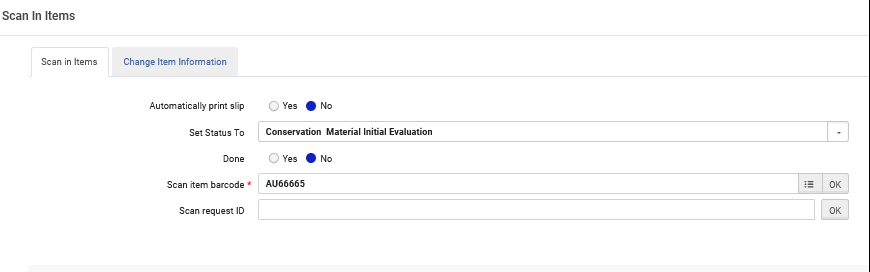 Scan In Items
Scan in Items Change Item Information
Automatically print slip Yes No
Set Status To Conservation Material Initial Evaluation
Done Yes No
Scan item barcode * AU66665 OK
Scan request ID OK